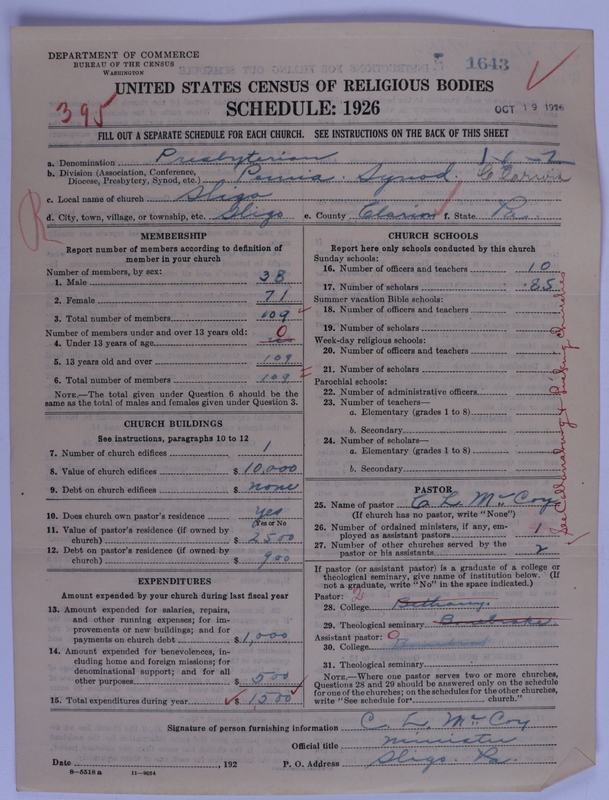 DEPARTMENT OF COMMERCE
BUREAU OF THE CENSUS
WASHINGTON
5 1643
UNITED STATES CENSUS OF RELIGIOUS BODIES
SCHEDULE: 1926
395
OCT 19 1926
FILL OUT A SEPARATE SCHEDULE FOR EACH CHURCH. SEE INSTRUCTIONS ON THE BACK OF THIS SHEET
a. Denomination Presbyterian 1-6-2
b. Division (Association, Conference, Diocese, Presbytery, Synod, etc.) Penna. Synod. Clarion
c. Local name of church Sligo
d. City, town, village, or township, etc. Sligo e. County Clarion f. State Pa.
R
MEMBERSHIP
Report number of members according to definition of
member in your church
Number of members, by sex:
1. Male 38
2. Female 71
3. Total number of members 109
Number of members under and over 13 years old:
4. Under 13 years of age 0
5. 13 years old and over 109
6. Total number of members 109
NOTE.—The total given under Question 6 should be
same as the total of males and females given under Question 3.
CHURCH BUILDINGS
See instructions, paragraphs 10 to 12
7. Number of church edifices 1
8. Value of church edifices $ 10,000
9. Debt on church edifices $ none
10. Does church own pastor's residence yes
(Yes or No)
11. Value of pastor's residence (if owned by
church) $ 2500
12. Debt on pastor's residence (if owned by
church) $ 900
EXPENDITURES
Amount expended by your church during last fiscal year
13. Amount expended for salaries, repairs,
and other running expenses; for im-
provements or new buildings; and for
payments on church debt $ 1,000
14. Amount expended for benevolences, in-
cluding home and foreign missions; for
denominational support; and for all
other purposes $ 500
15. Total expenditures during year $ 1500
CHURCH SCHOOLS
Report here only schools conducted by this church
Sunday schools:
16. Number of officers and teachers 10
17. Number of scholars 85
Summer vacation Bible schools:
18. Number of officers and teachers
19. Number of scholars
Week-day religious schools:
20. Number of officers and teachers
21. Number of scholars
Parochial schools:
22. Number of administrative officers
23. Number of teachers—
a. Elementary (grades 1 to 8)
b. Secondary
24. Number of scholars—
a. Elementary (grades 1 to 8)
b. Secondary
See Callensburg & Licking churches
PASTOR
25. Name of pastor C. L. McCoy
(If church has no pastor, write "None")
26. Number of ordained ministers, if any, em-
ployed as assistant pastors 1
27. Number of other churches served by the
pastor or his assistants 2
If pastor (or assistant pastor) is a graduate of a college or
theological seminary, give name of institution below. (If
not a graduate, write "No" in the space indicated.)
Pastor: 2
28. College Bethany
29. Theological seminary Bonebrake
Assistant pastor: 0
30. College
31. Theological seminary
NOTE.—Where one pastor serves two or more churches,
Questions 28 and 29 should be answered only on the schedule
for one of the churches; on the schedules for the other churches,
write "See schedule for church."
Signature of person furnishing information C. L. McCoy
Official title minister
Date , 192 P. O. Address Sligo. Pa.
8—5518 a 11—9024